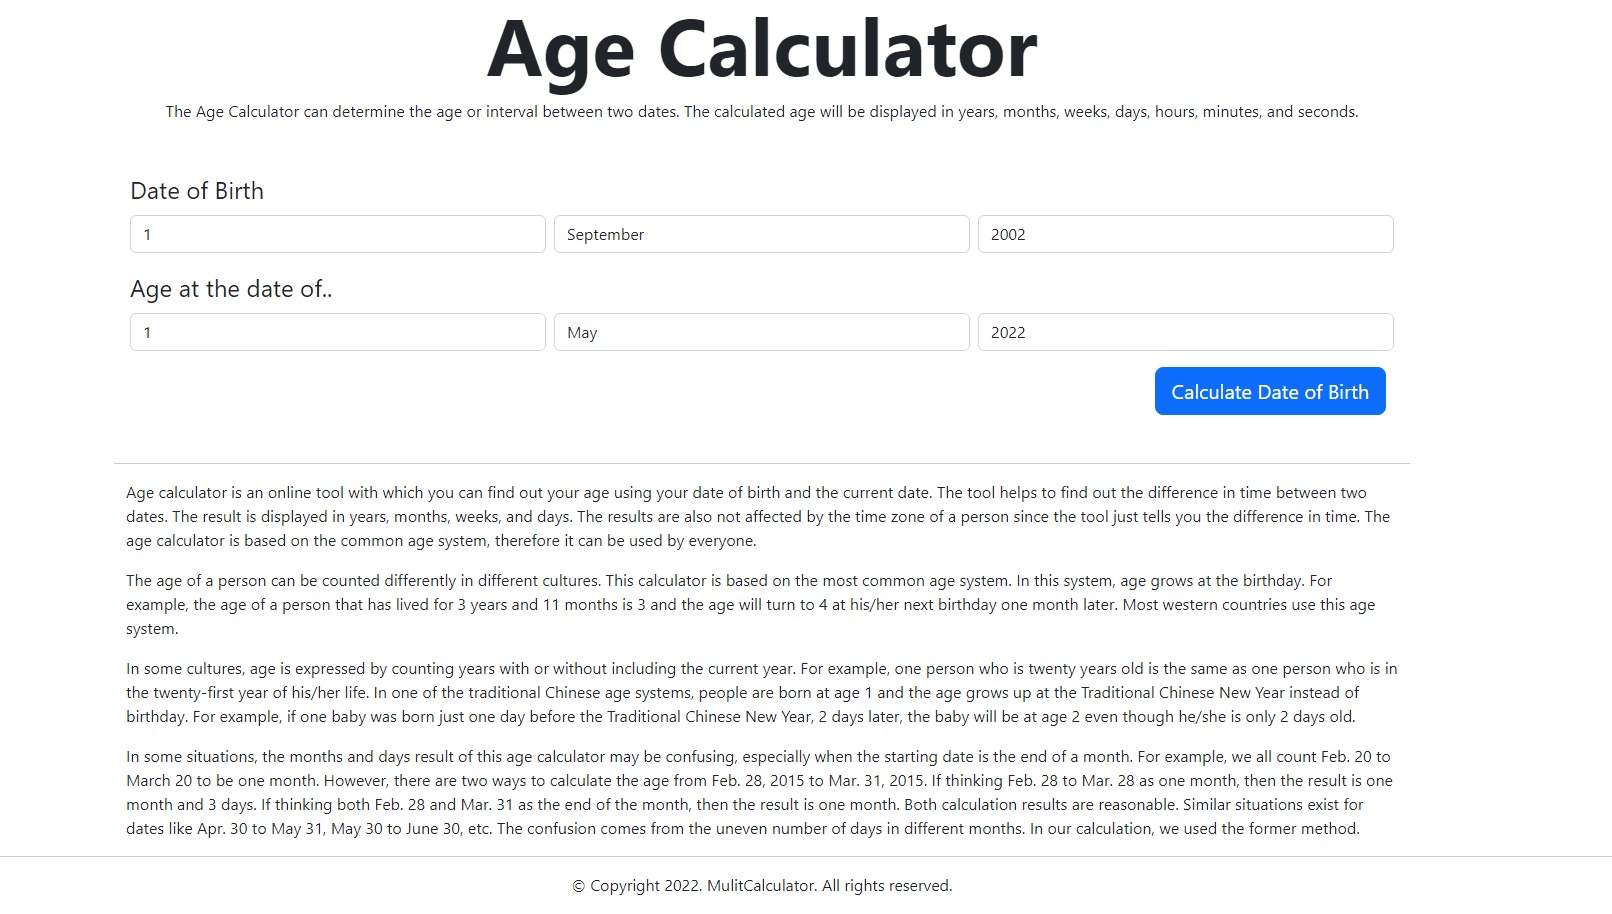 Age Calculator
The Age Calculator can determine the age or interval between two dates. The calculated age will be displayed in years, months, weeks, days, hours, minutes, and seconds.
Date of Birth
1 September 2002
Age at the date of..
1 May 2022
Calculate Date of Birth
Age calculator is an online tool with which you can find out your age using your date of birth and the current date. The tool helps to find out the difference in time between two
dates. The result is displayed in years, months, weeks, and days. The results are also not affected by the time zone of a person since the tool just tells you the difference in time. The
age calculator is based on the common age system, therefore it can be used by everyone.
The age of a person can be counted differently in different cultures. This calculator is based on the most common age system. In this system, age grows at the birthday. For
example, the age of a person that has lived for 3 years and 11 months is 3 and the age will turn to 4 at his/her next birthday one month later. Most western countries use this age
system.
In some cultures, age is expressed by counting years with or without including the current year. For example, one person who is twenty years old is the same as one person who is in
the twenty-first year of his/her life. In one of the traditional Chinese age systems, people are born at age 1 and the age grows up at the Traditional Chinese New Year instead of
birthday. For example, if one baby was born just one day before the Traditional Chinese New Year, 2 days later, the baby will be at age 2 even though he/she is only 2 days old.
In some situations, the months and days result of this age calculator may be confusing, especially when the starting date is the end of a month. For example, we all count Feb. 20 to
March 20 to be one month. However, there are two ways to calculate the age from Feb. 28, 2015 to Mar. 31, 2015. If thinking Feb. 28 to Mar. 28 as one month, then the result is one
month and 3 days. If thinking both Feb. 28 and Mar. 31 as the end of the month, then the result is one month. Both calculation results are reasonable. Similar situations exist for
dates like Apr. 30 to May 31, May 30 to June 30, etc. The confusion comes from the uneven number of days in different months. In our calculation, we used the former method.
© Copyright 2022. MulitCalculator. All rights reserved.